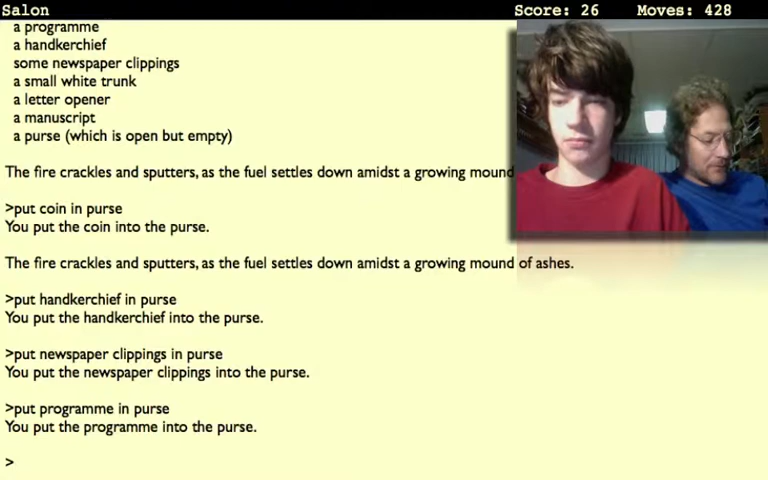 Salon Score: 26 Moves: 428
a programme
a handkerchief
some newspaper clippings
a small white trunk
a letter opener
a manuscript
a purse (which is open but empty)
The fire crackles and sputters, as the fuel settles down amidst a growing mound
>put coin in purse
You put the coin into the purse.
The fire crackles and sputters, as the fuel settles down amidst a growing mound of ashes.
>put handkerchief in purse
You put the handkerchief into the purse.
>put newspaper clippings in purse
You put the newspaper clippings into the purse.
>put programme in purse
You put the programme into the purse.
>